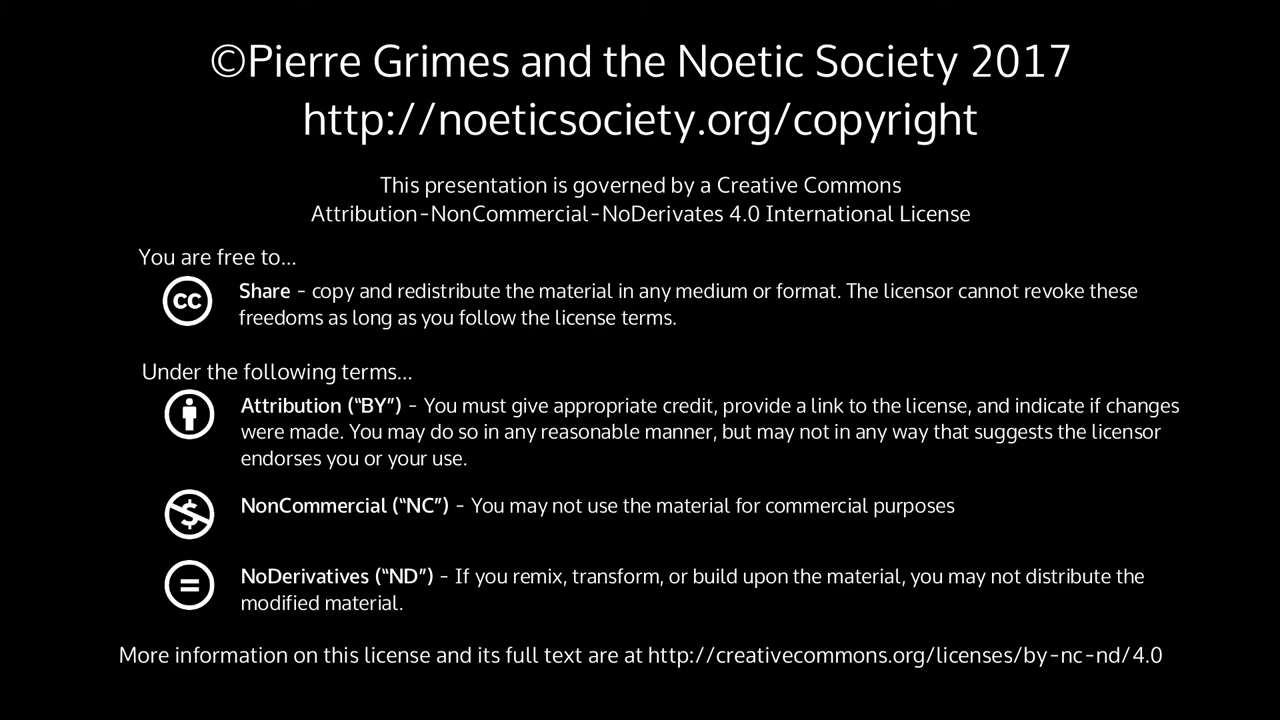 ©Pierre Grimes and the Noetic Society 2017
http://noeticsociety.org/copyright
This presentation is governed by a Creative Commons
Attribution-NonCommercial-NoDerivates 4.0 International License
You are free to...
cc
Share - copy and redistribute the material in any medium or format. The licensor cannot revoke these
freedoms as long as you follow the license terms.
Under the following terms...
Attribution (“BY”) - You must give appropriate credit, provide a link to the license, and indicate if changes
were made. You may do so in any reasonable manner, but may not in any way that suggests the licensor
endorses you or your use.
NonCommercial (“NC”) - You may not use the material for commercial purposes
NoDerivatives (“ND”) - If you remix, transform, or build upon the material, you may not distribute the
modified material.
More information on this license and its full text are at http://creativecommons.org/licenses/by-nc-nd/4.0